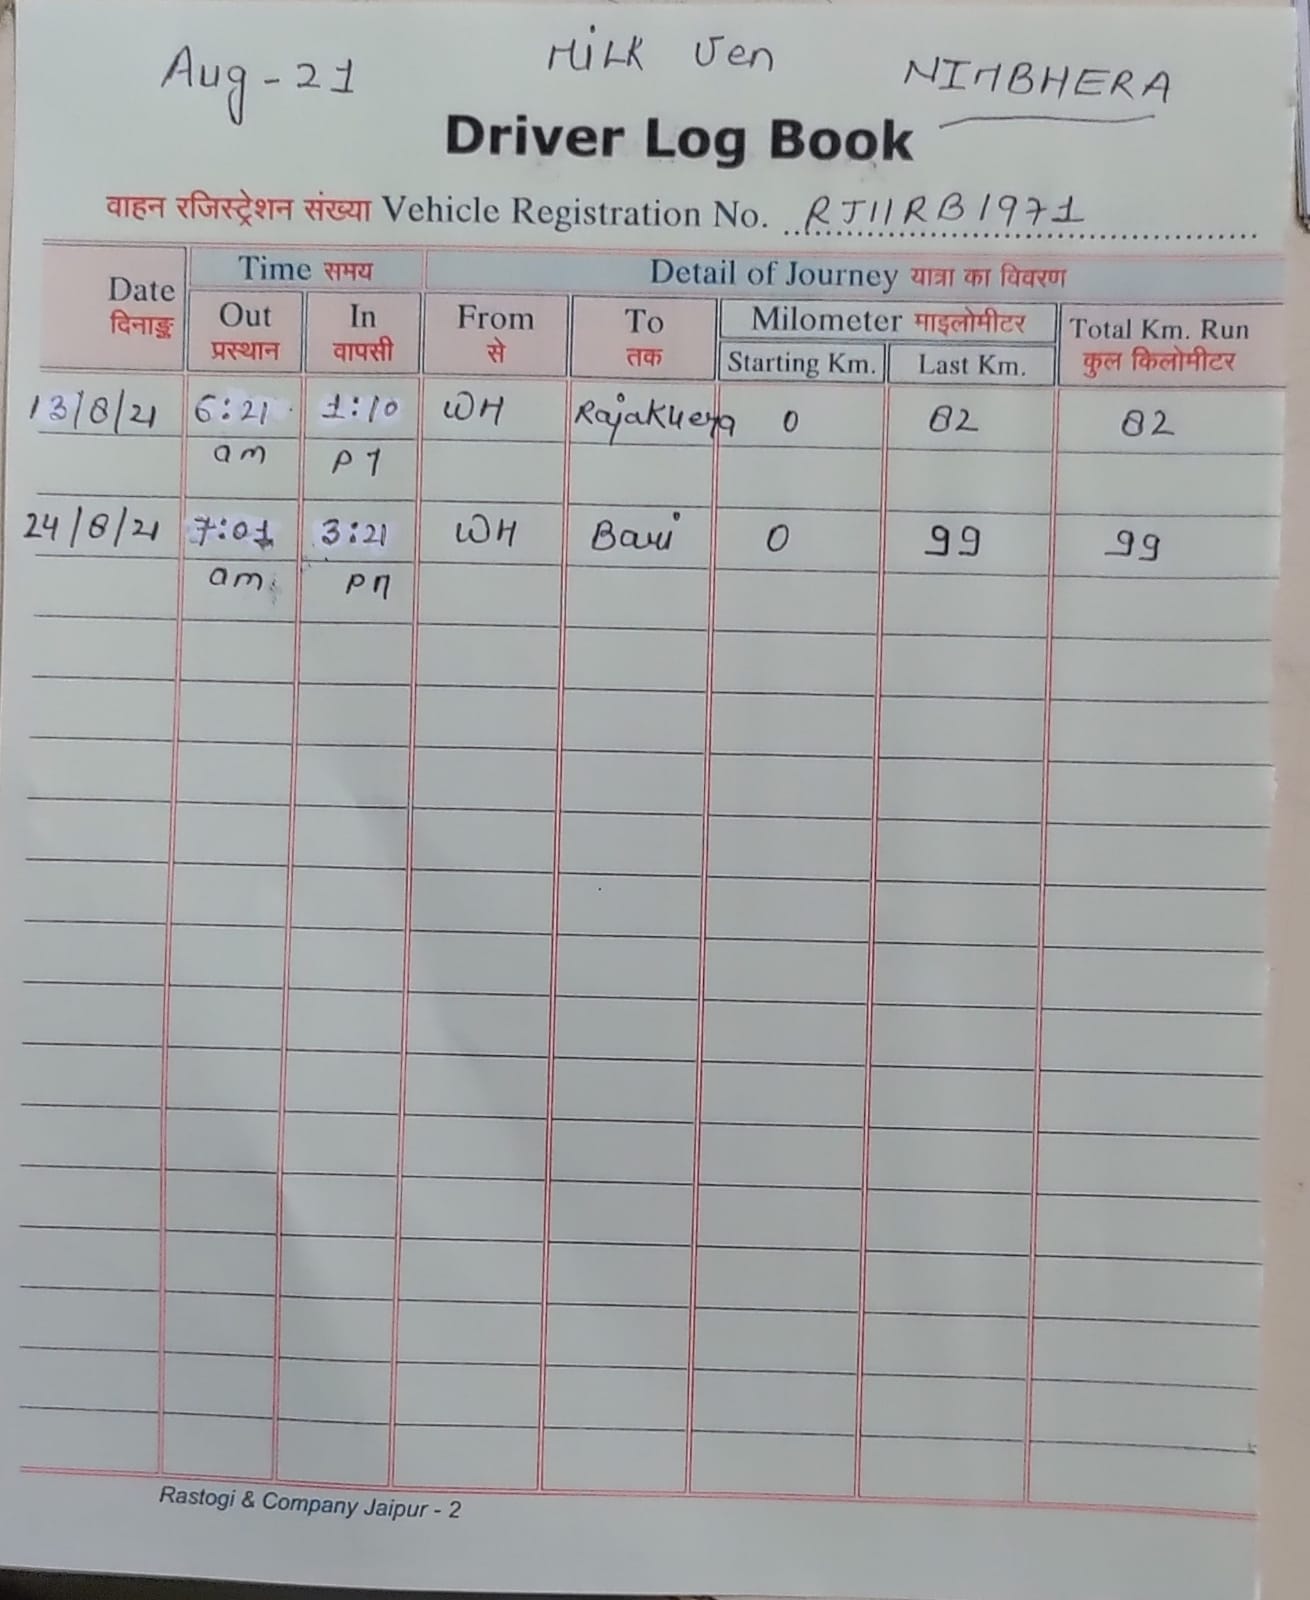 Aug-21 MiLK Ven NIMBHERA
Driver Log Book
वाहन रजिस्ट्रेशन संख्या Vehicle Registration No. RJ11RB1971
Date दिनाङ्क Time समय Detail of Journey यात्रा का विवरण
Out प्रस्थान In वापसी From से To तक Milometer माइलोमीटर Total Km. Run कुल किलोमीटर
Starting Km. Last Km.
13/8/21 6:21 1:10 WH Rajakhera 0 82 82
am PM
24/8/21 7:01 3:21 WH Bari 0 99 99
am PM
Rastogi & Company Jaipur - 2